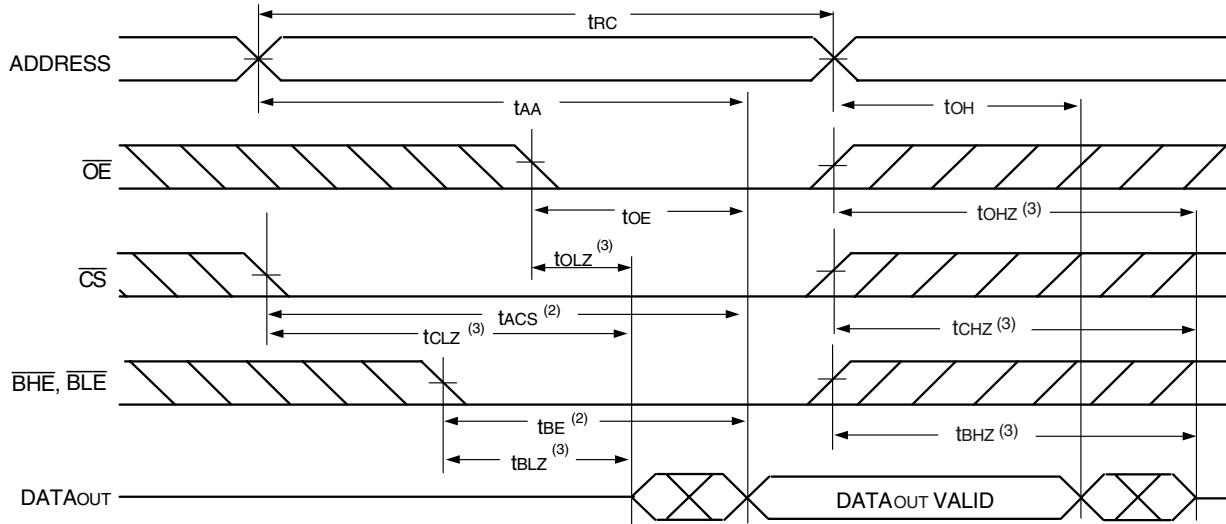 tRC
ADDRESS
tAA
tOH
OE
tOE
tOHZ (3)
tOLZ (3)
CS
tACS (2)
tCLZ (3)
tCHZ (3)
BHE, BLE
tBE (2)
tBHZ (3)
tBLZ (3)
DATAOUT
DATAOUT VALID